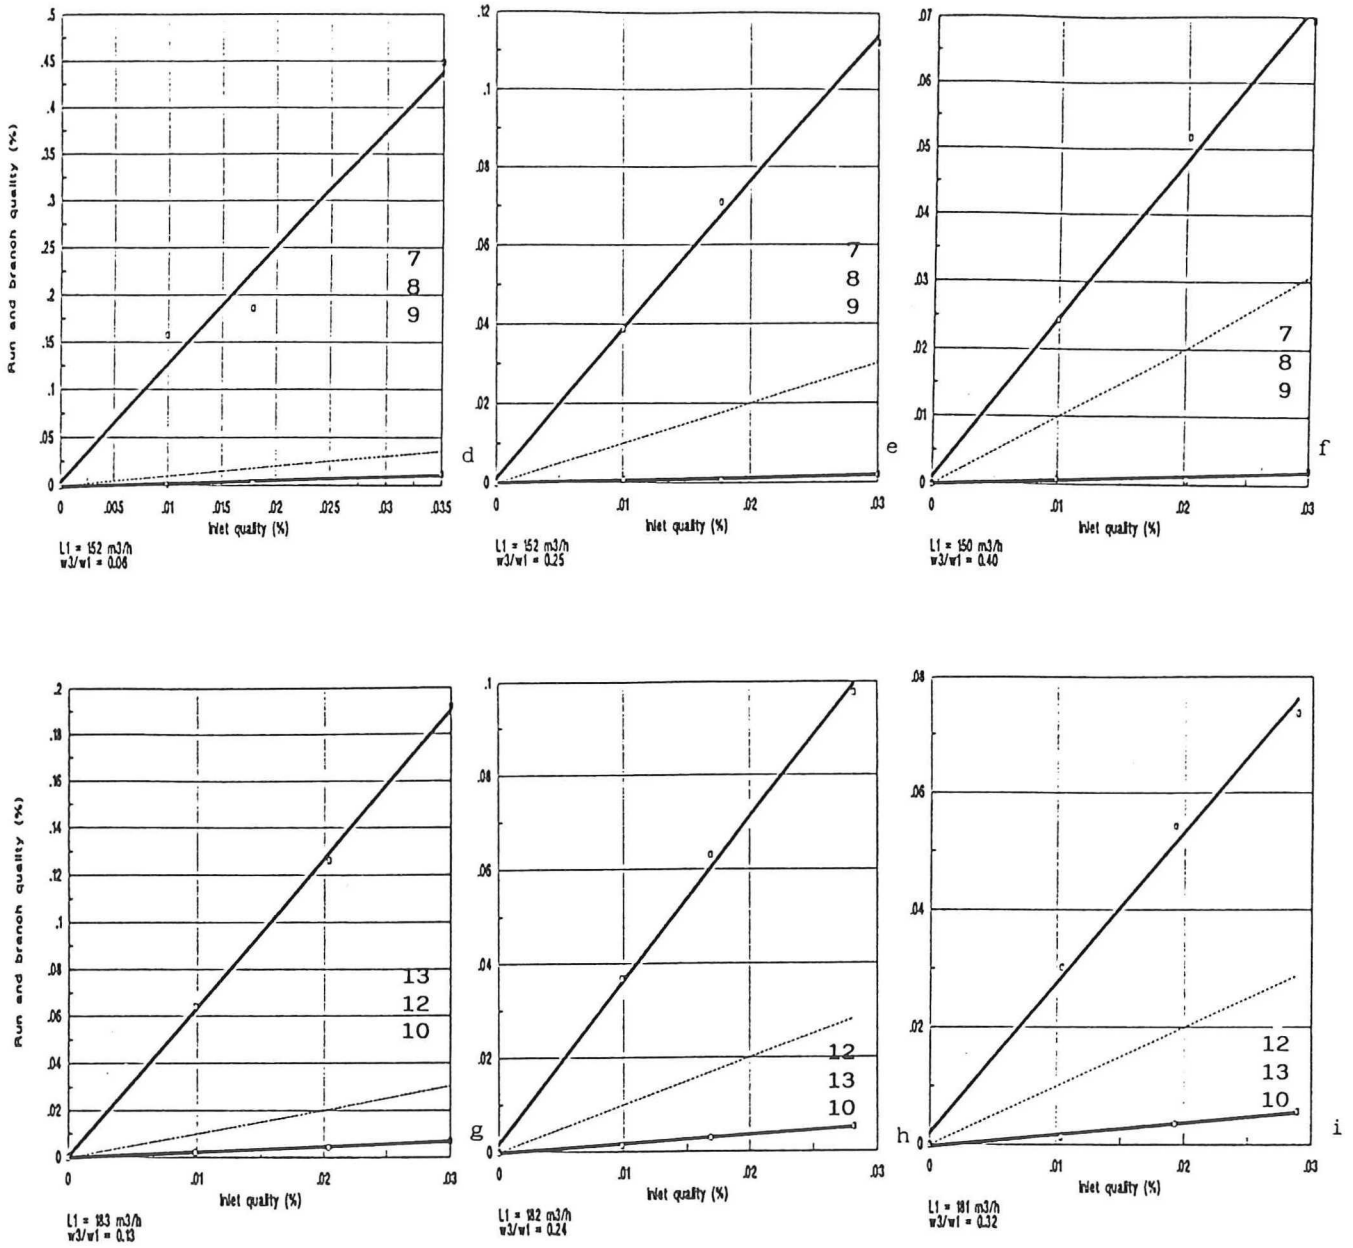 Run and branch quality (%)
.5
.45
.4
.35
.3
.25
.2
.15
.1
.05
0
7
8
9
d
0 .005 .01 .015 .02 .025 .03 .035
Inlet quality (%)
L1 = 152 m3/h
w3/w1 = 0.08
.12
.1
.08
.06
.04
.02
0
7
8
9
e
0 .01 .02 .03
Inlet quality (%)
L1 = 152 m3/h
w3/w1 = 0.25
.07
.06
.05
.04
.03
.02
.01
0
7
8
9
f
0 .01 .02 .03
Inlet quality (%)
L1 = 150 m3/h
w3/w1 = 0.40
Run and branch quality (%)
.2
.18
.16
.14
.12
.1
.08
.06
.04
.02
0
13
12
10
g
0 .01 .02 .03
Inlet quality (%)
L1 = 183 m3/h
w3/w1 = 0.13
.1
.08
.06
.04
.02
0
12
13
10
h
0 .01 .02 .03
Inlet quality (%)
L1 = 182 m3/h
w3/w1 = 0.24
.08
.06
.04
.02
0
12
13
10
i
0 .01 .02 .03
Inlet quality (%)
L1 = 181 m3/h
w3/w1 = 0.32